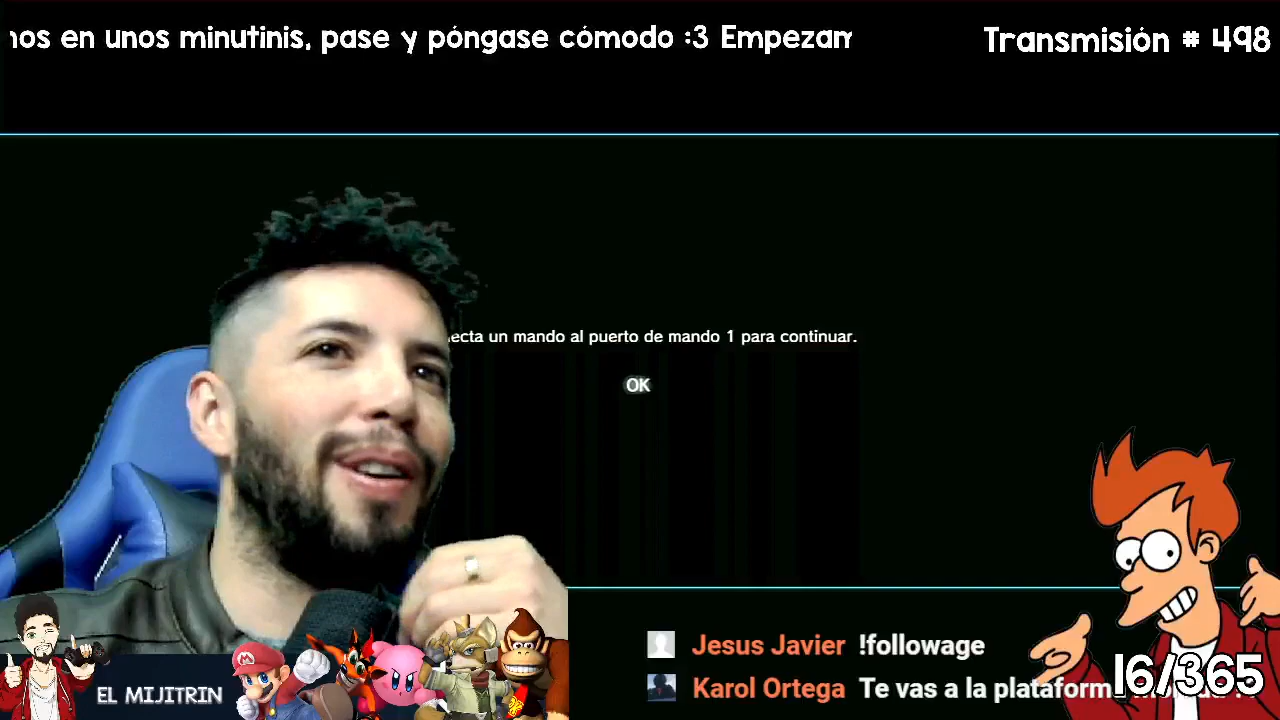 nos en unos minutinis, pase y póngase cómodo :3 Empezam
Transmisión # 498
ecta un mando al puerto de mando 1 para continuar.
OK
Jesus Javier !followage
Karol Ortega Te vas a la plataform
16/365
EL MIJITRIN